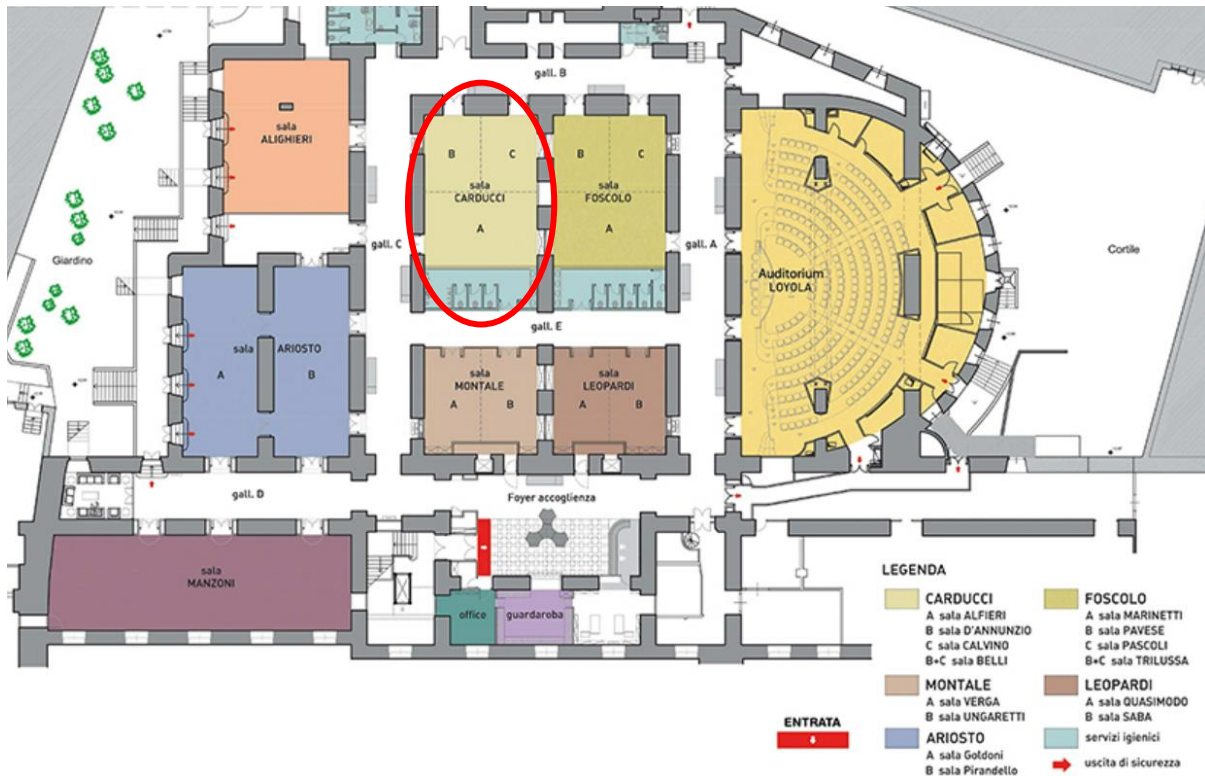 gall. B
sala
ALIGHIERI
B
C
sala
CARDUCCI
A
B
C
sala
FOSCOLO
A
gall. C
gall. A
Giardino
Auditorium
LOYOLA
Cortile
gall. E
sala
ARIOSTO
A
B
sala
MONTALE
A
B
sala
LEOPARDI
A
B
gall. D
Foyer accoglienza
sala
MANZONI
office
guardaroba
LEGENDA
CARDUCCI
A sala ALFIERI
B sala D'ANNUNZIO
C sala CALVINO
B+C sala BELLI
FOSCOLO
A sala MARINETTI
B sala PAVESE
C sala PASCOLI
B+C sala TRILUSSA
MONTALE
A sala VERGA
B sala UNGARETTI
LEOPARDI
A sala QUASIMODO
B sala SABA
ENTRATA
ARIOSTO
A sala Goldoni
B sala Pirandello
servizi igienici
uscita di sicurezza